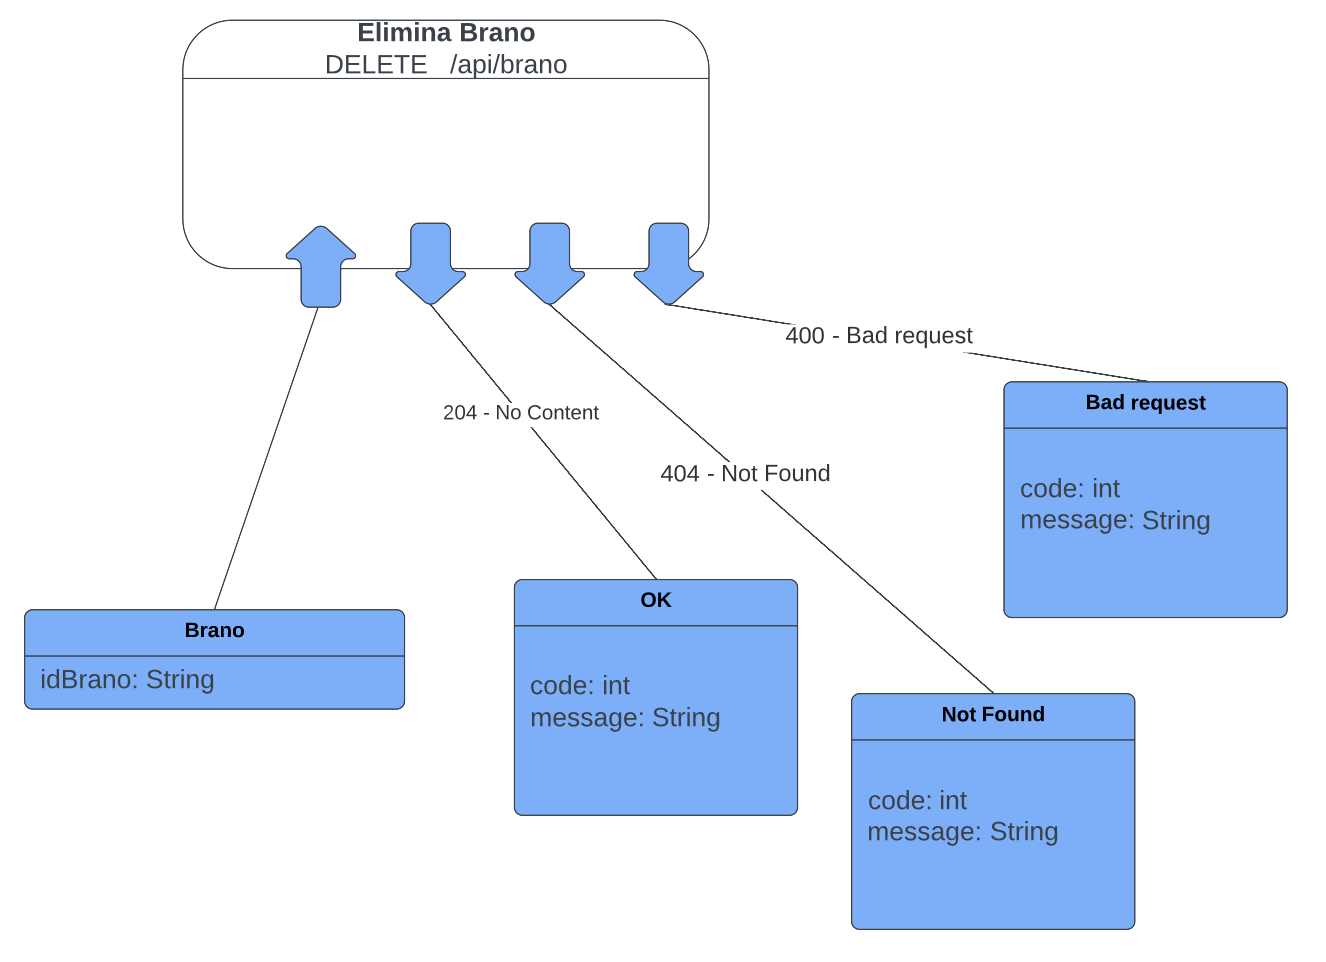 Elimina Brano
DELETE /api/brano
400 - Bad request
204 - No Content
404 - Not Found
Bad request
code: int
message: String
OK
code: int
message: String
Brano
idBrano: String
Not Found
code: int
message: String